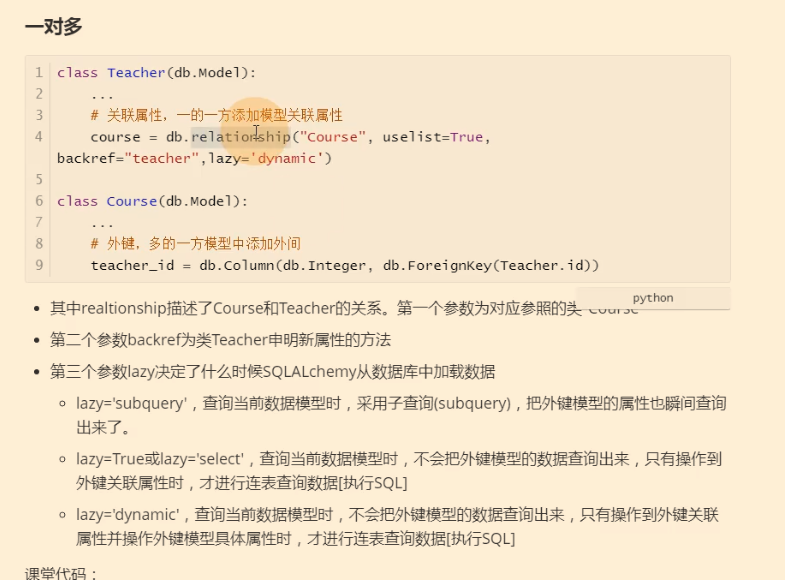 一对多
1 class Teacher(db.Model):
2 ...
3 # 关联属性，一的一方添加模型关联属性
4 course = db.relationship("Course", uselist=True,
backref="teacher",lazy='dynamic')
5
6 class Course(db.Model):
7 ...
8 # 外键，多的一方模型中添加外间
9 teacher_id = db.Column(db.Integer, db.ForeignKey(Teacher.id))
python
其中realtionship描述了Course和Teacher的关系。第一个参数为对应参照的类"Course"
第二个参数backref为类Teacher申明新属性的方法
第三个参数lazy决定了什么时候SQLALchemy从数据库中加载数据
lazy='subquery'，查询当前数据模型时，采用子查询(subquery)，把外键模型的属性也瞬间查询
出来了。
lazy=True或lazy='select'，查询当前数据模型时，不会把外键模型的数据查询出来，只有操作到
外键关联属性时，才进行连表查询数据[执行SQL]
lazy='dynamic'，查询当前数据模型时，不会把外键模型的数据查询出来，只有操作到外键关联
属性并操作外键模型具体属性时，才进行连表查询数据[执行SQL]
课堂代码：